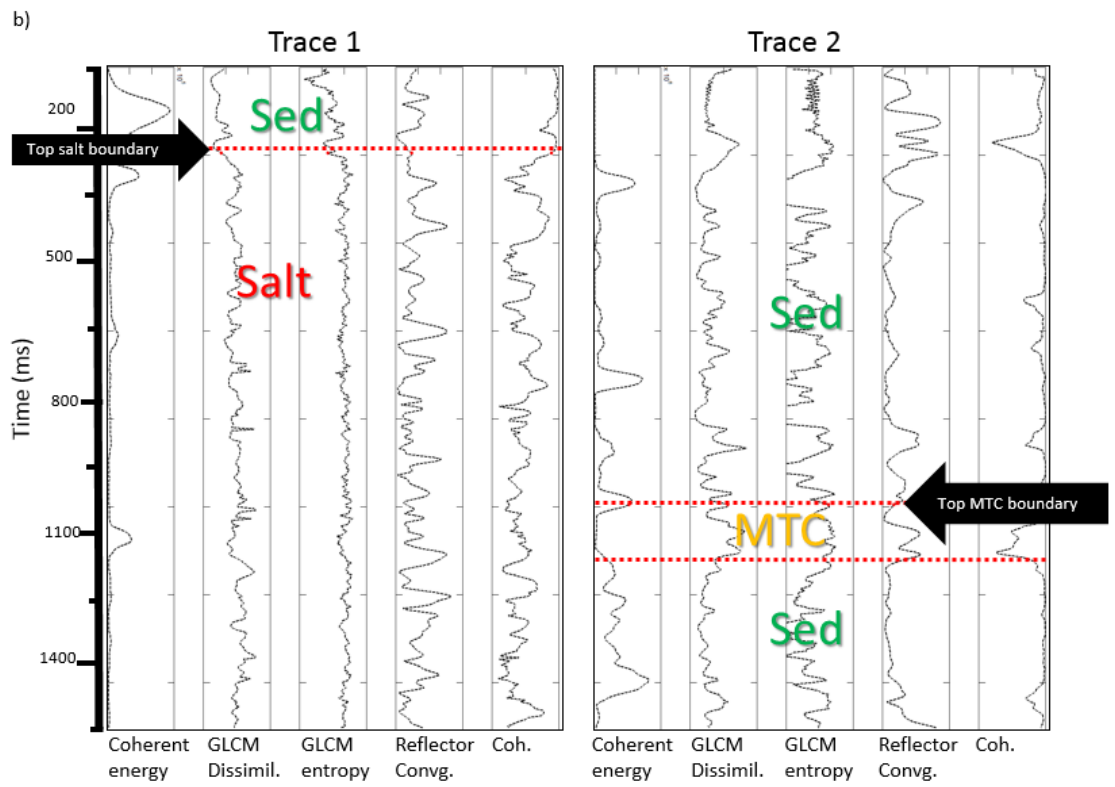 b)
Trace 1
Trace 2
200
Sed
Top salt boundary
500
Salt
Sed
Time (ms)
800
Top MTC boundary
1100
MTC
1400
Sed
Coherent
energy
GLCM
Dissimil.
GLCM
entropy
Reflector
Convg.
Coh.
Coherent
energy
GLCM
Dissimil.
GLCM
entropy
Reflector
Convg.
Coh.